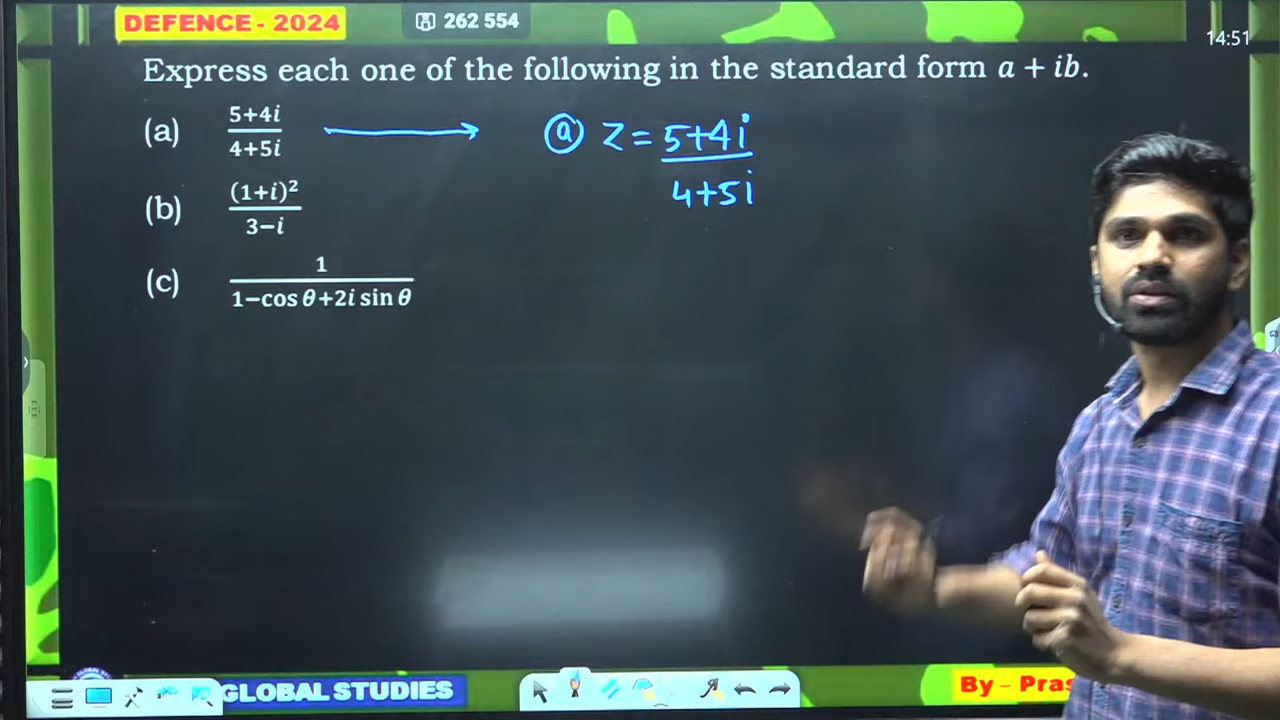 DEFENCE - 2024
262 554
14:51
Express each one of the following in the standard form a + ib.
(a) 5+4i / 4+5i
ⓐ Z = 5+4i / 4+5i
(b) (1+i)² / 3−i
(c) 1 / 1−cos θ+2i sin θ
GLOBAL STUDIES
By – Pras